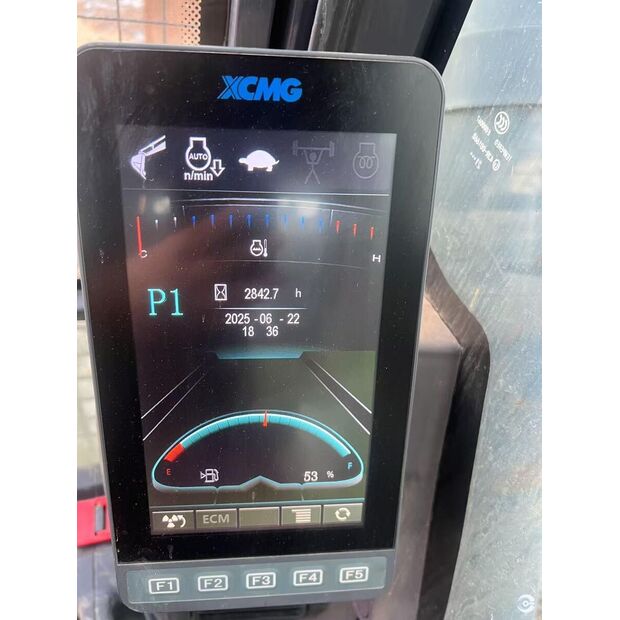 XCMG
AUTO
n/min
C
H
P1
2842.7 h
2025 - 06 - 22
18 36
E
F
53 %
ECM
F1 F2 F3 F4 F5